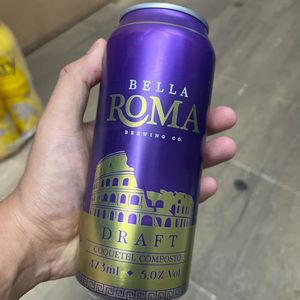 BELLA
ROMA
BREWING CO.
DRAFT
COQUETEL COMPOSTO
473ml ◆ 5,0% Vol.